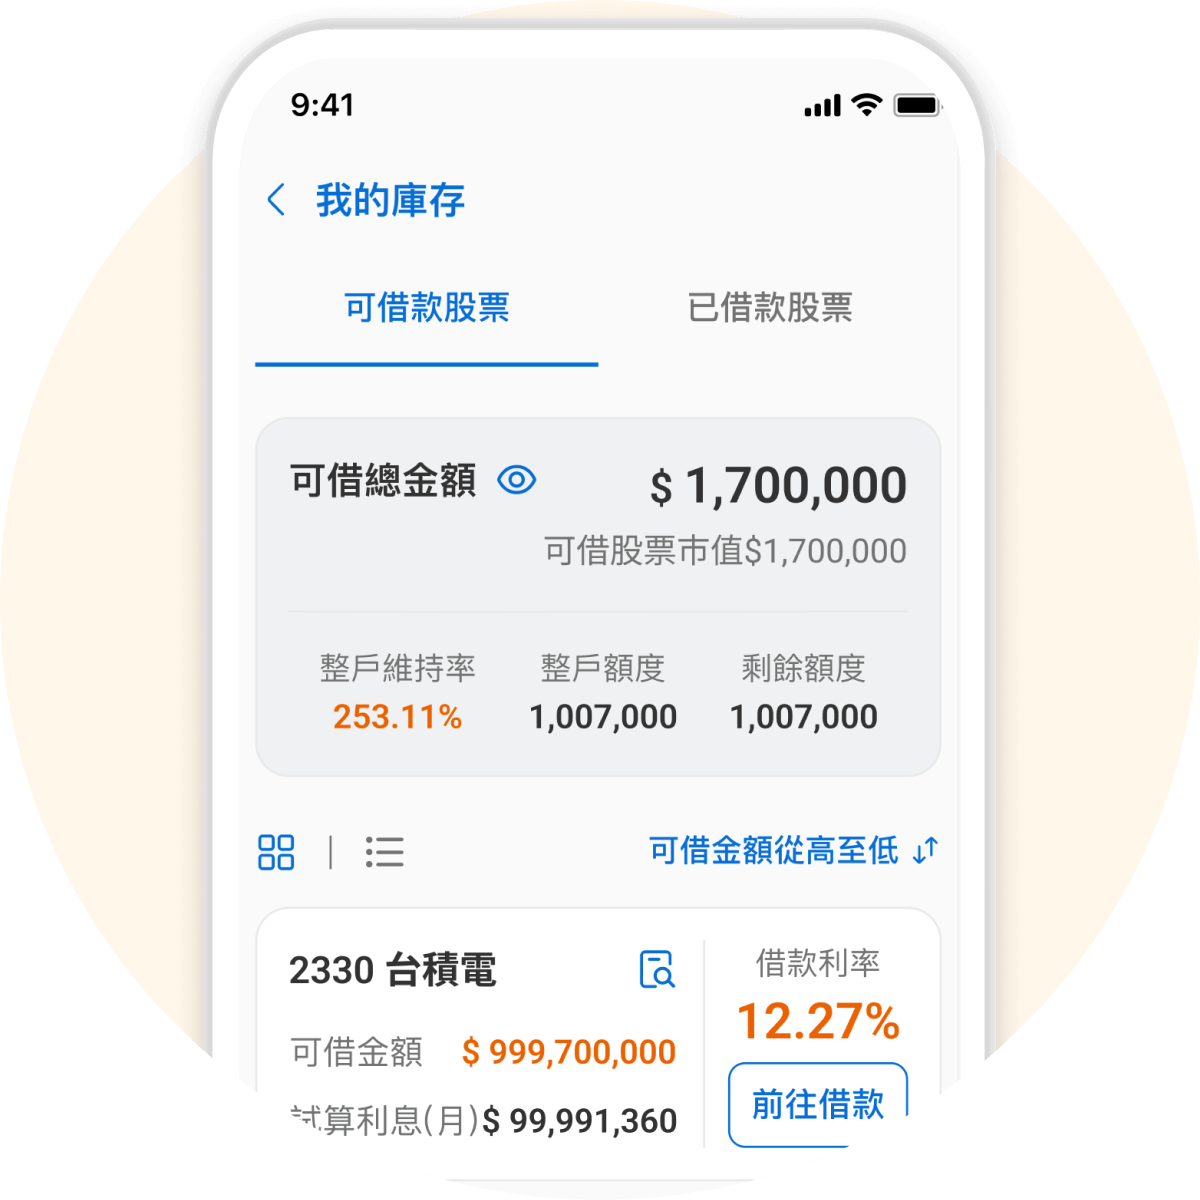 9:41
我的庫存
可借款股票 已借款股票
可借總金額 $ 1,700,000
可借股票市值$1,700,000
整戶維持率 整戶額度 剩餘額度
253.11% 1,007,000 1,007,000
可借金額從高至低
2330 台積電 借款利率
12.27%
可借金額 $ 999,700,000
前往借款
試算利息(月)$ 99,991,360